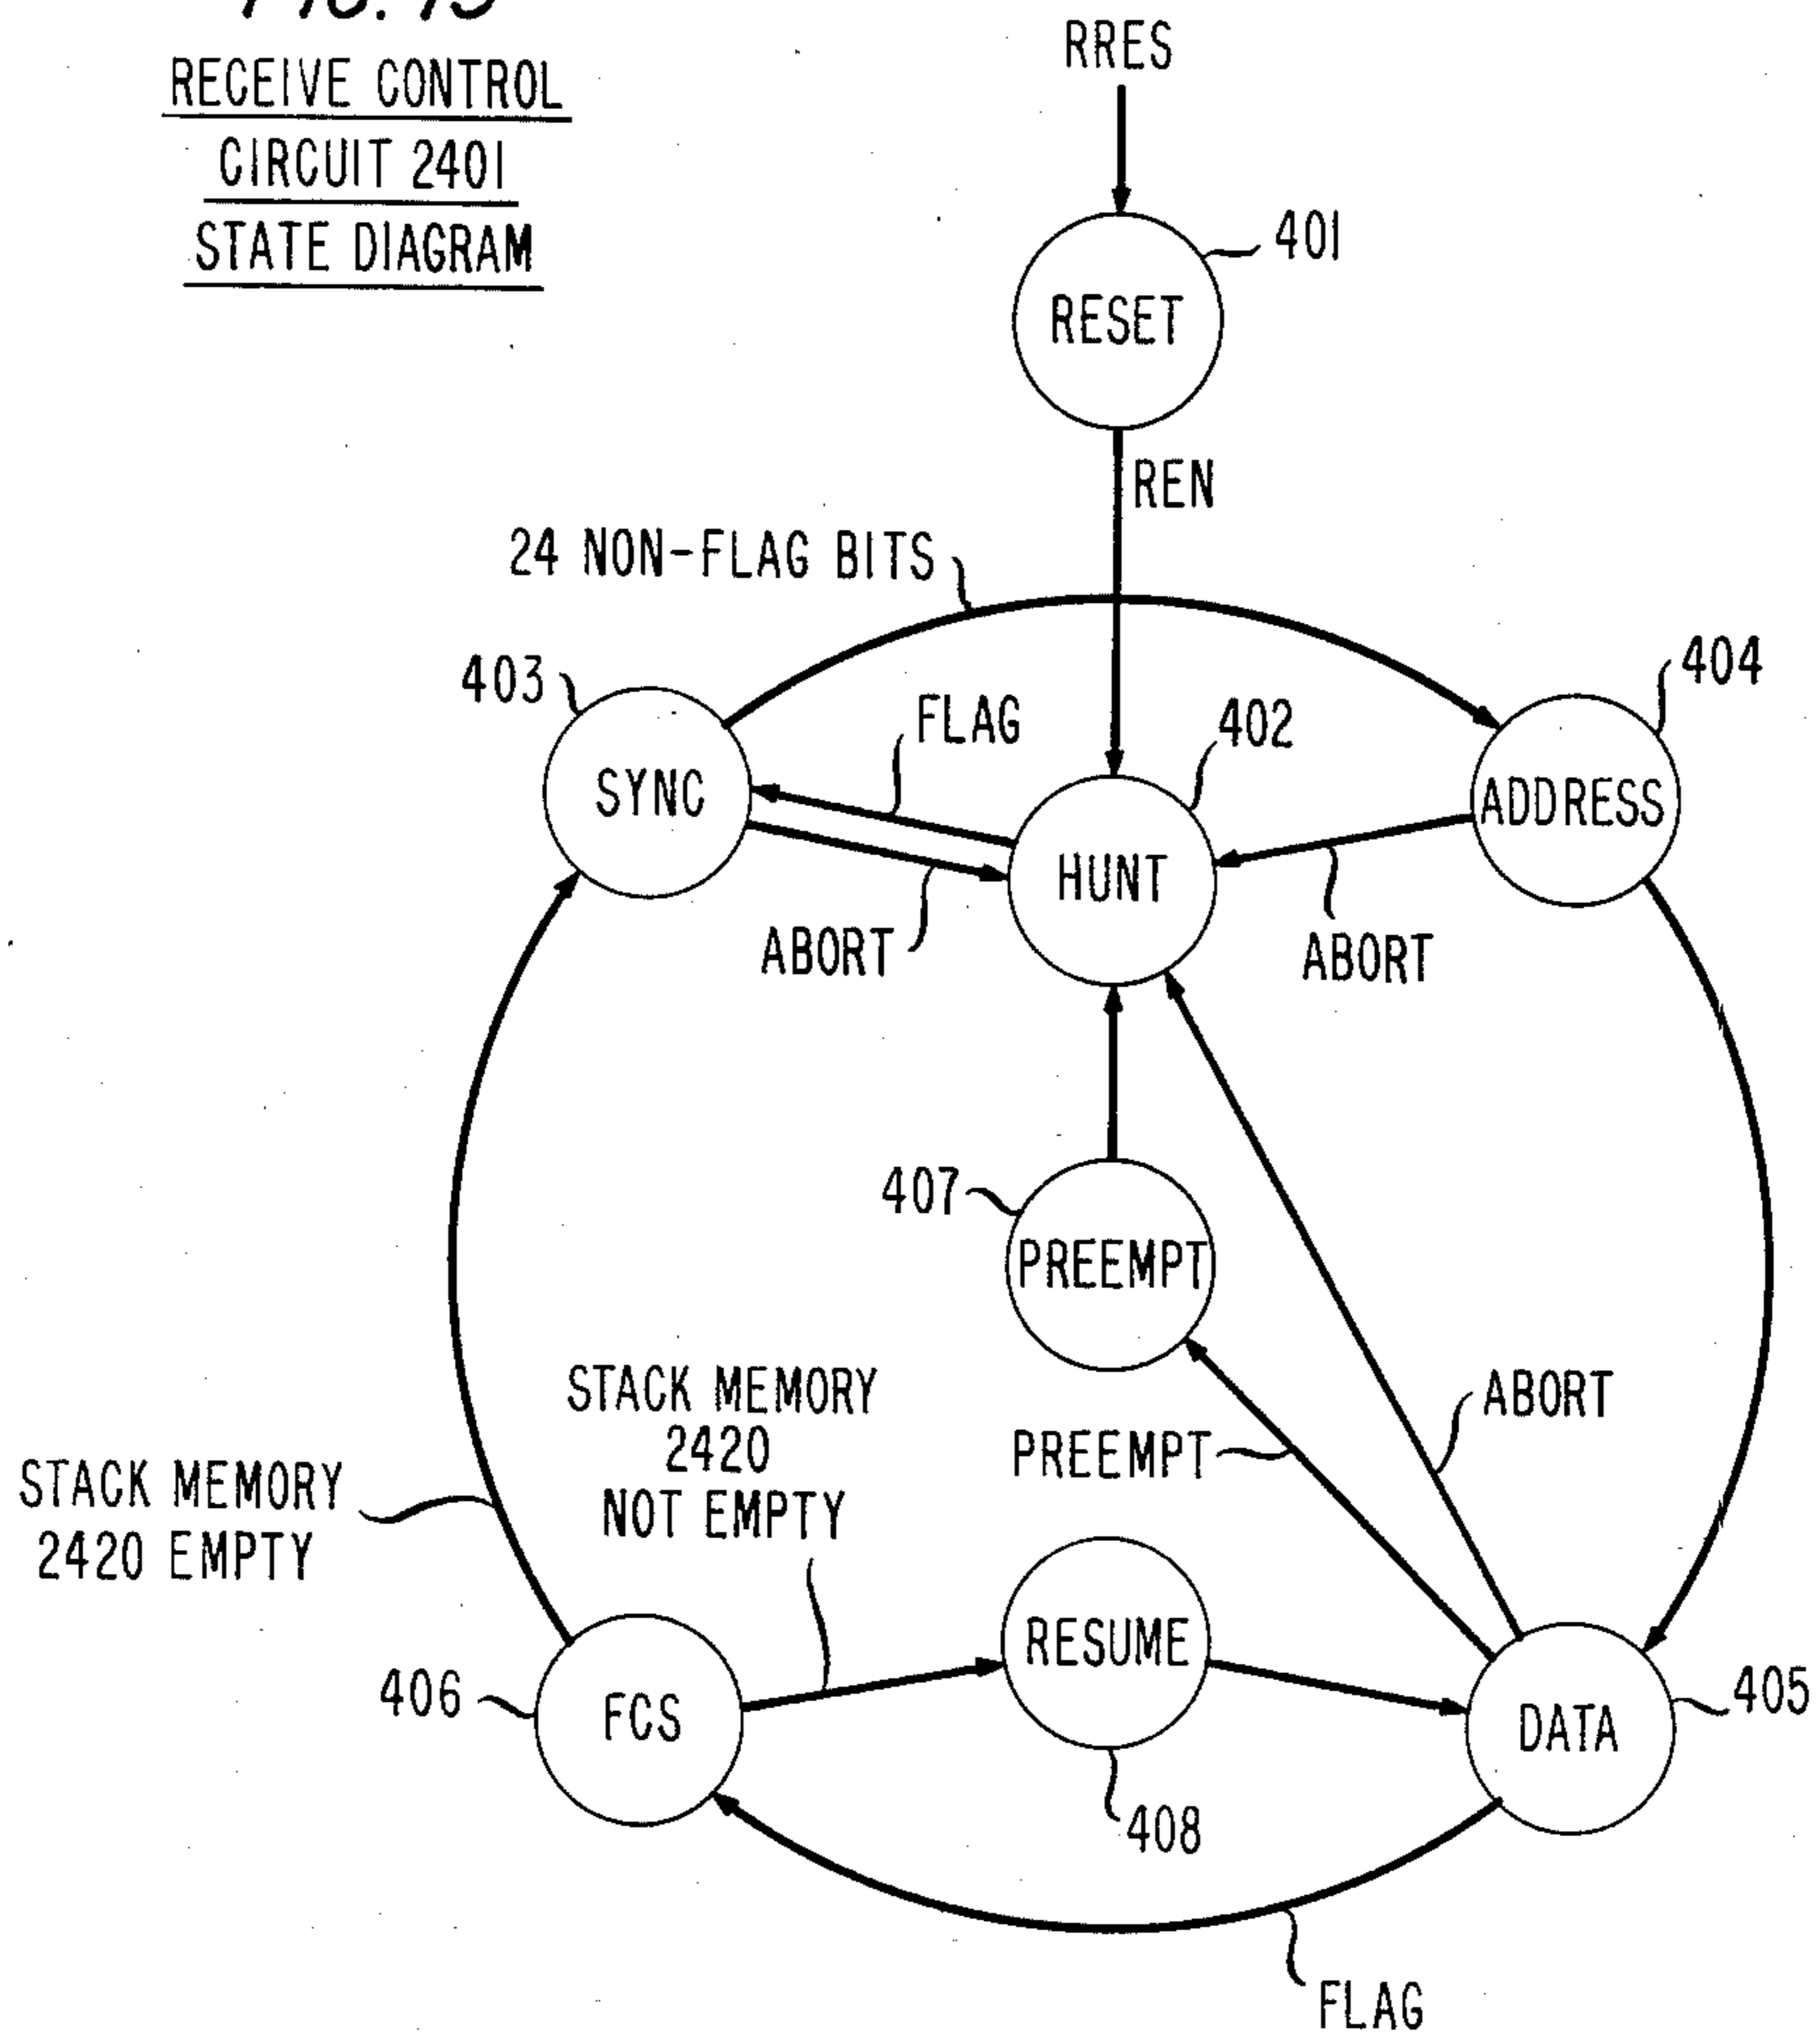 FIG. 15
RECEIVE CONTROL
CIRCUIT 2401
STATE DIAGRAM
RRES
401
RESET
REN
24 NON-FLAG BITS
403
404
FLAG
402
SYNC
ADDRESS
HUNT
ABORT
ABORT
407
PREEMPT
STACK MEMORY
2420
NOT EMPTY
ABORT
PREEMPT
STACK MEMORY
2420 EMPTY
RESUME
406
FCS
405
DATA
408
FLAG